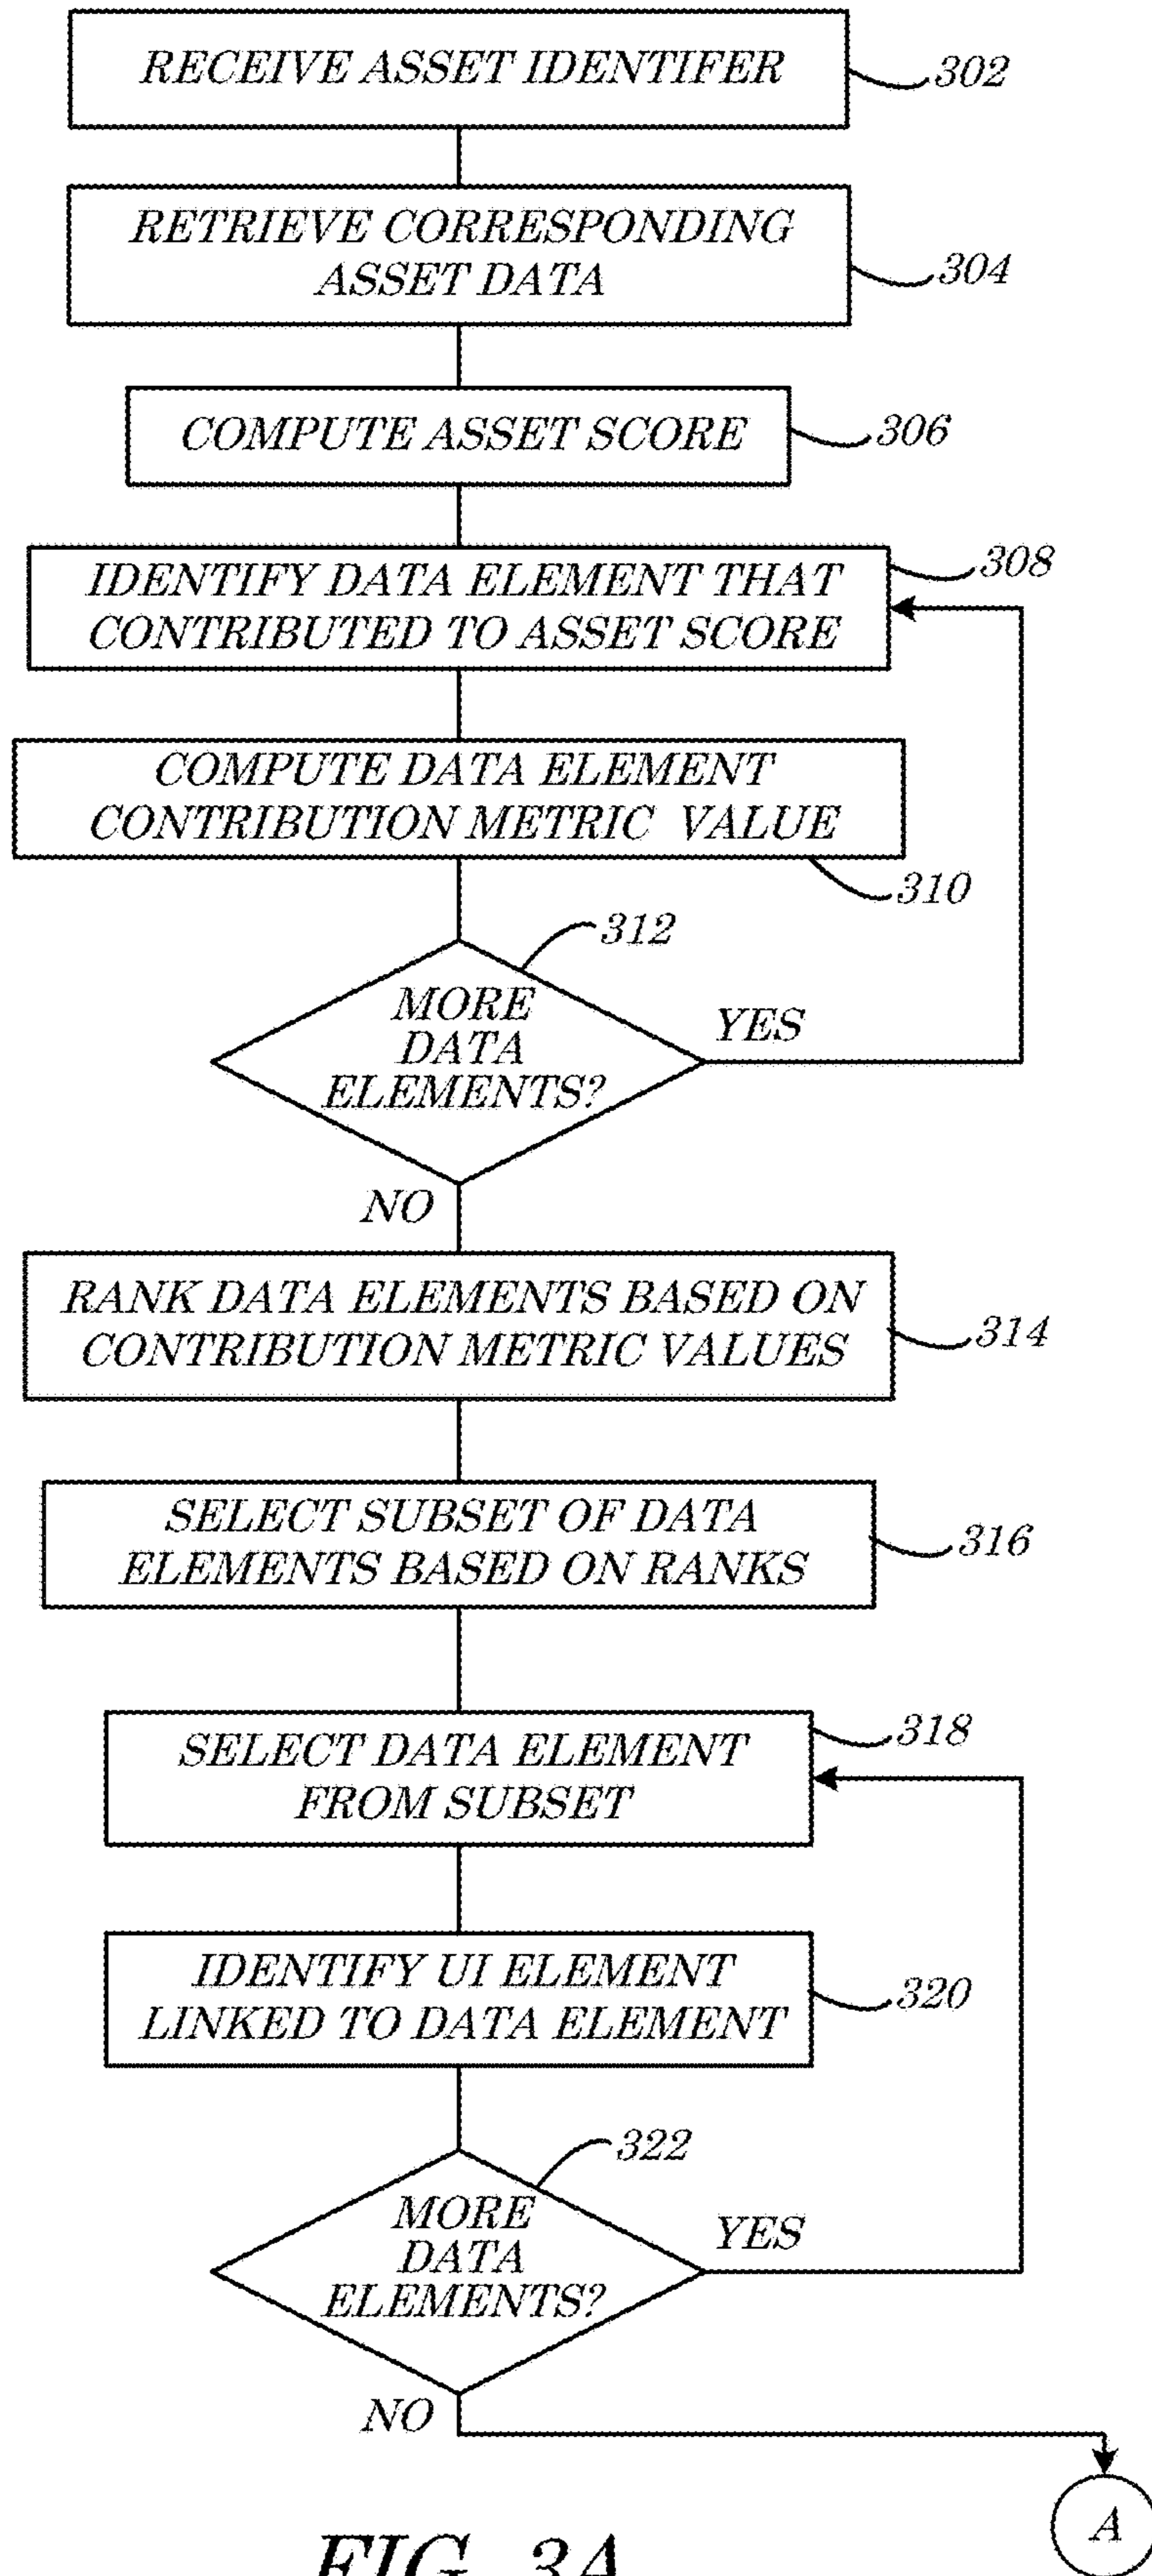 RECEIVE ASSET IDENTIFER
302
RETRIEVE CORRESPONDING
ASSET DATA
304
COMPUTE ASSET SCORE
306
IDENTIFY DATA ELEMENT THAT
CONTRIBUTED TO ASSET SCORE
308
COMPUTE DATA ELEMENT
CONTRIBUTION METRIC VALUE
310
312
MORE
DATA
ELEMENTS?
YES
NO
RANK DATA ELEMENTS BASED ON
CONTRIBUTION METRIC VALUES
314
SELECT SUBSET OF DATA
ELEMENTS BASED ON RANKS
316
SELECT DATA ELEMENT
FROM SUBSET
318
IDENTIFY UI ELEMENT
LINKED TO DATA ELEMENT
320
322
MORE
DATA
ELEMENTS?
YES
NO
A
FIG. 3A